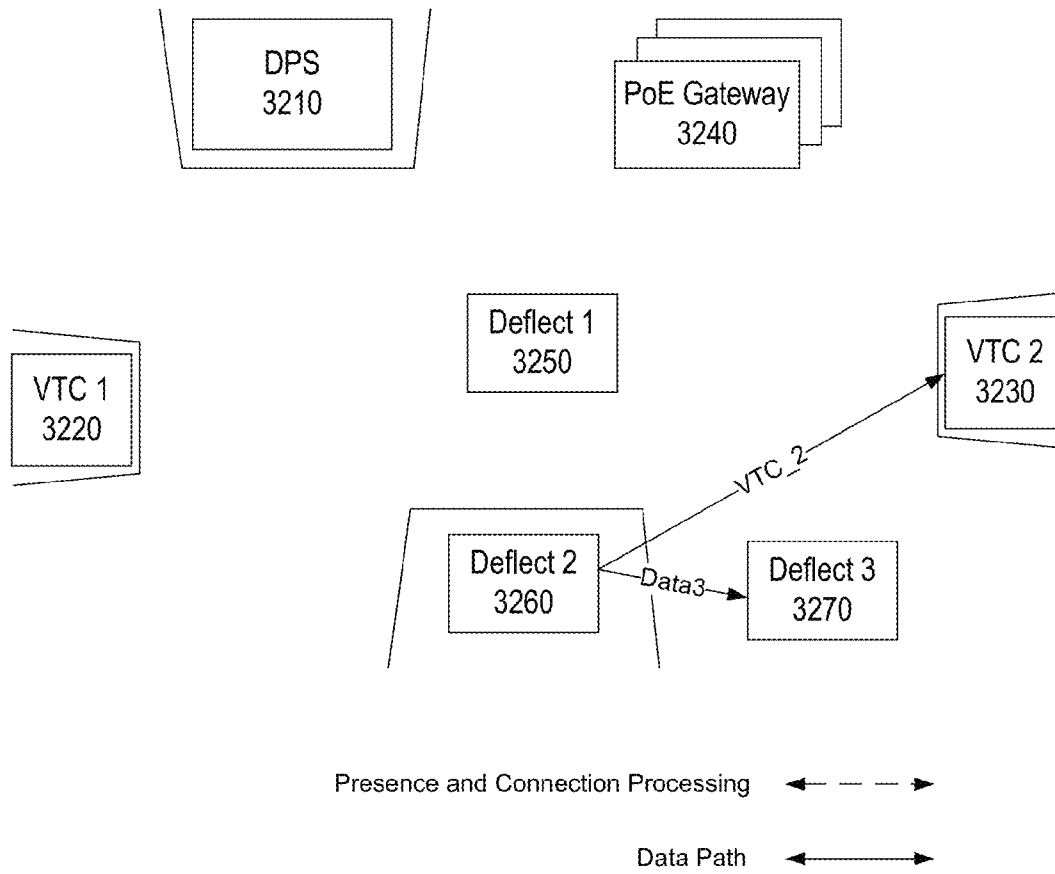 DPS
3210
PoE Gateway
3240
Deflect 1
3250
VTC 1
3220
VTC 2
3230
VTC_2
Deflect 2
3260
Data3
Deflect 3
3270
Presence and Connection Processing
Data Path